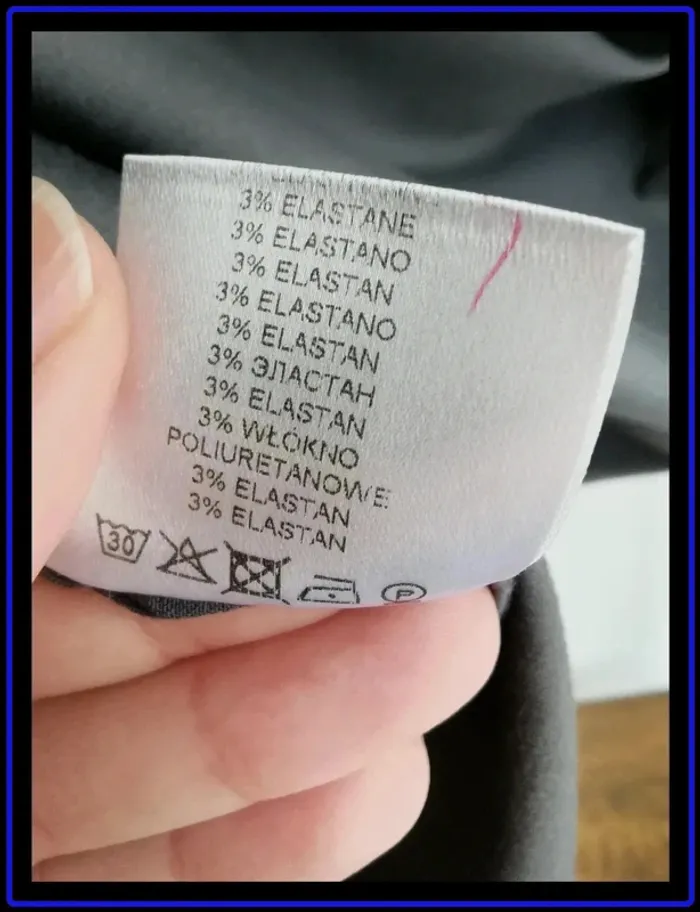 3% ELASTANE
3% ELASTANO
3% ELASTAN
3% ELASTANO
3% ELASTAN
3% ЭЛАСТАН
3% ELASTAN
3% WŁÓKNO
POLIURETANOWE
3% ELASTAN
3% ELASTAN
30 P